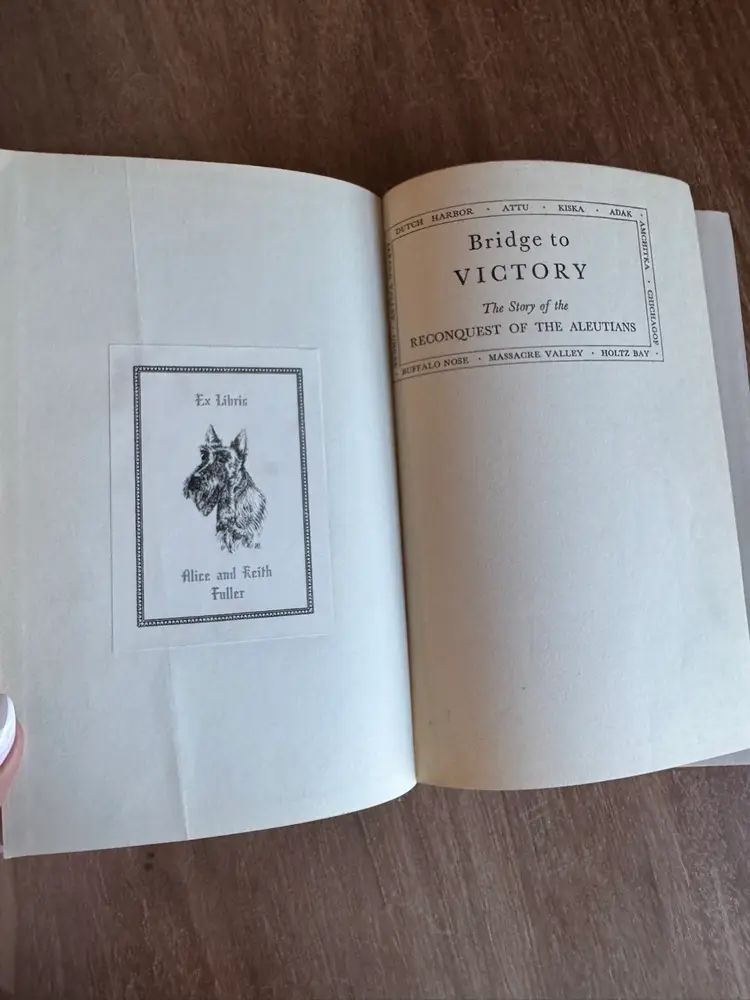 Ex Libris
Alice and Keith
Fuller
DUTCH HARBOR · ATTU · KISKA · ADAK ·
AMCHITKA · CHICHAGOF
Bridge to
VICTORY
The Story of the
RECONQUEST OF THE ALEUTIANS
BUFFALO NOSE · MASSACRE VALLEY · HOLTZ BAY ·